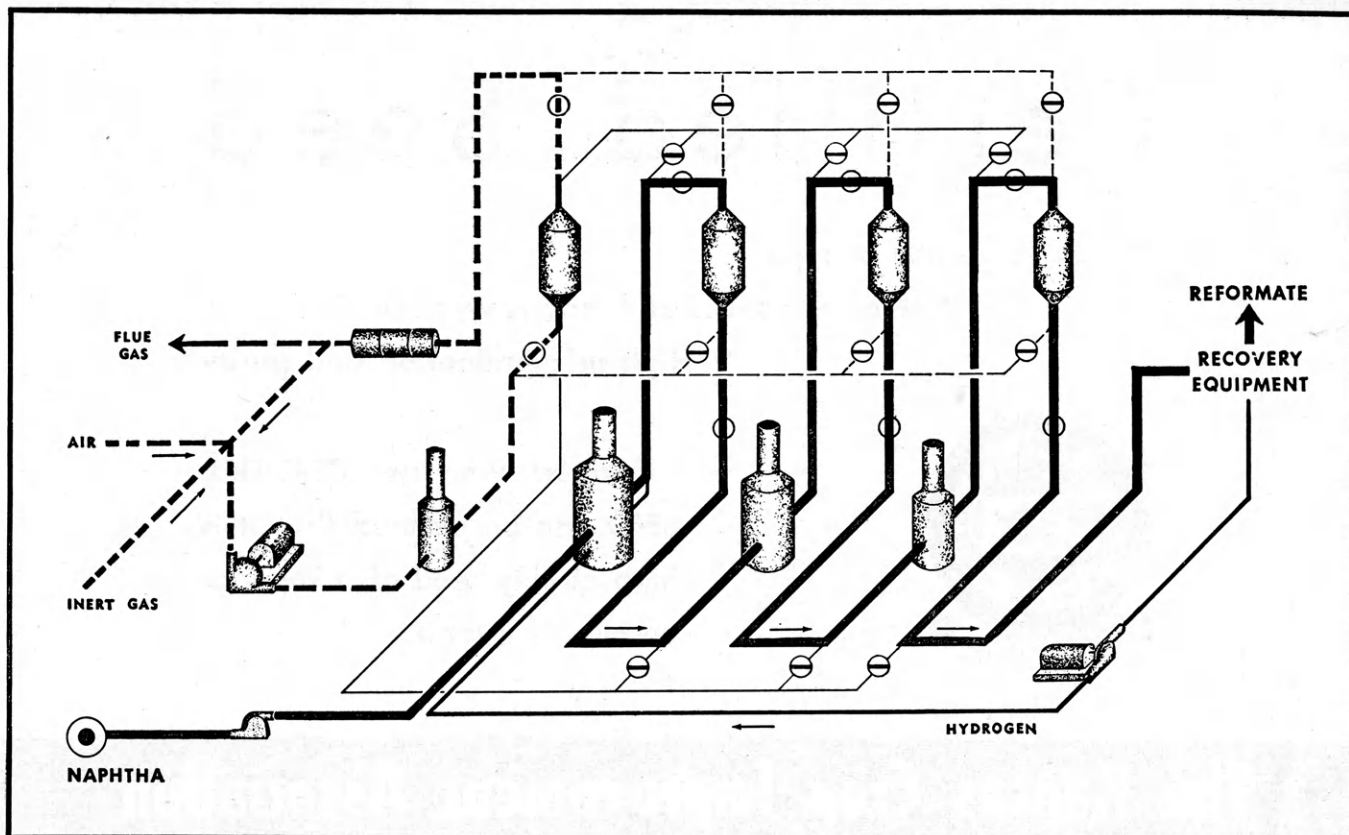 FLUE
GAS
AIR
INERT GAS
NAPHTHA
REFORMATE
RECOVERY
EQUIPMENT
HYDROGEN